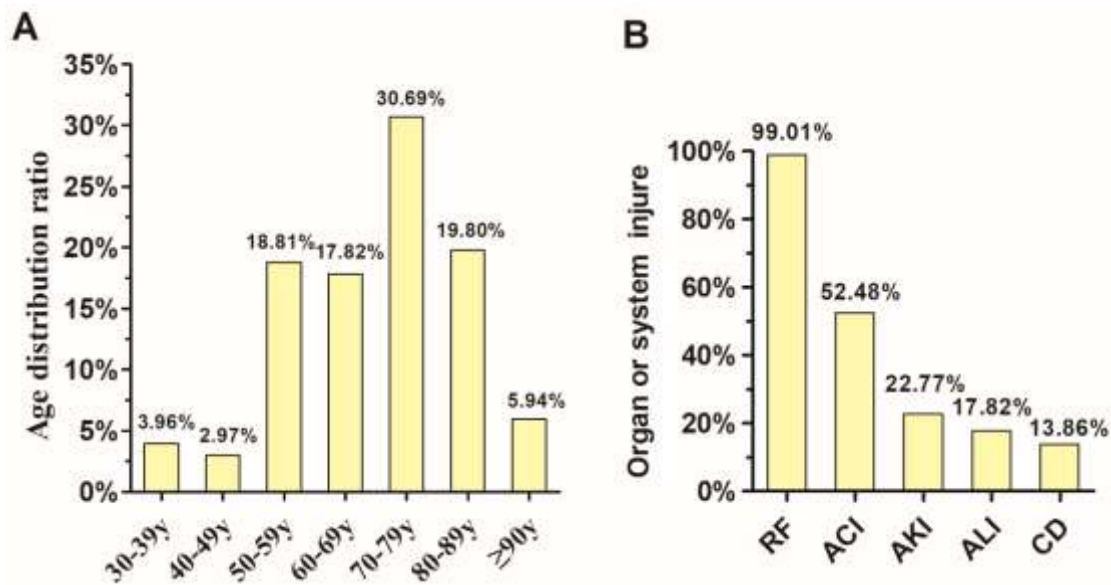 A
Age distribution ratio
35%
30%
25%
20%
15%
10%
5%
0%
3.96%
2.97%
18.81%
17.82%
30.69%
19.80%
5.94%
30-39y
40-49y
50-59y
60-69y
70-79y
80-89y
≥90y
B
Organ or system injure
100%
80%
60%
40%
20%
0%
99.01%
52.48%
22.77%
17.82%
13.86%
RF
ACI
AKI
ALI
CD